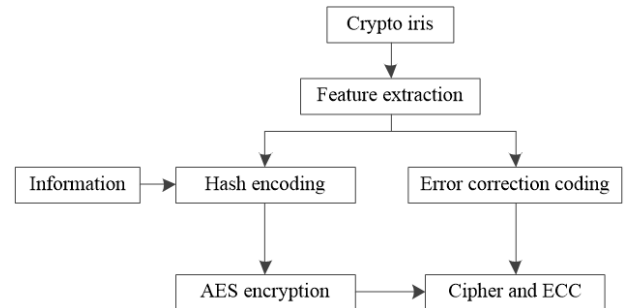 Crypto iris
Feature extraction
Information
Hash encoding
Error correction coding
AES encryption
Cipher and ECC